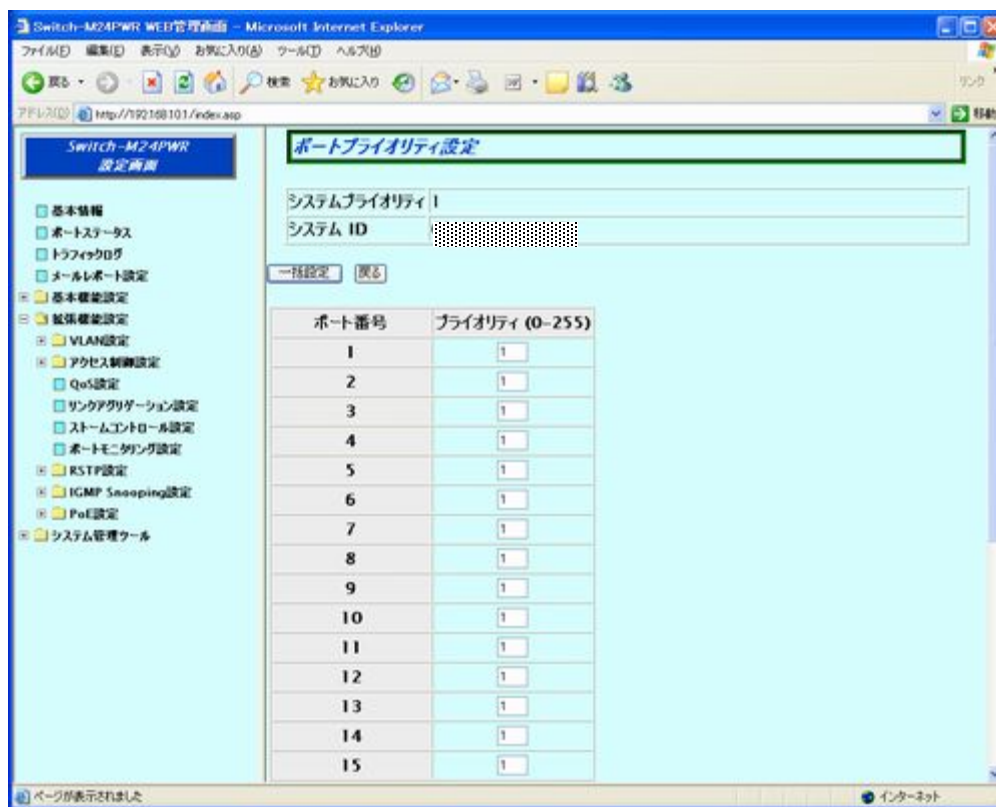 Switch-M24PWR WEB管理画面 - Microsoft Internet Explorer
ファイル(F) 編集(E) 表示(V) お気に入り(A) ツール(T) ヘルプ(H)
戻る 検索 お気に入り リンク
アドレス(D) http://192.168.10.1/index.asp 移動
Switch-M24PWR
設定画面
基本情報
ポートステータス
トラフィックログ
メールレポート設定
基本機能設定
拡張機能設定
VLAN設定
アクセス制御設定
QoS設定
リンクアグリゲーション設定
ストームコントロール設定
ポートモニタリング設定
RSTP設定
IGMP Snooping設定
PoE設定
システム管理ツール
ポートプライオリティ設定
システムプライオリティ 1
システム ID
一括設定 戻る
ポート番号 プライオリティ (0-255)
1 1
2 1
3 1
4 1
5 1
6 1
7 1
8 1
9 1
10 1
11 1
12 1
13 1
14 1
15 1
ページが表示されました インターネット